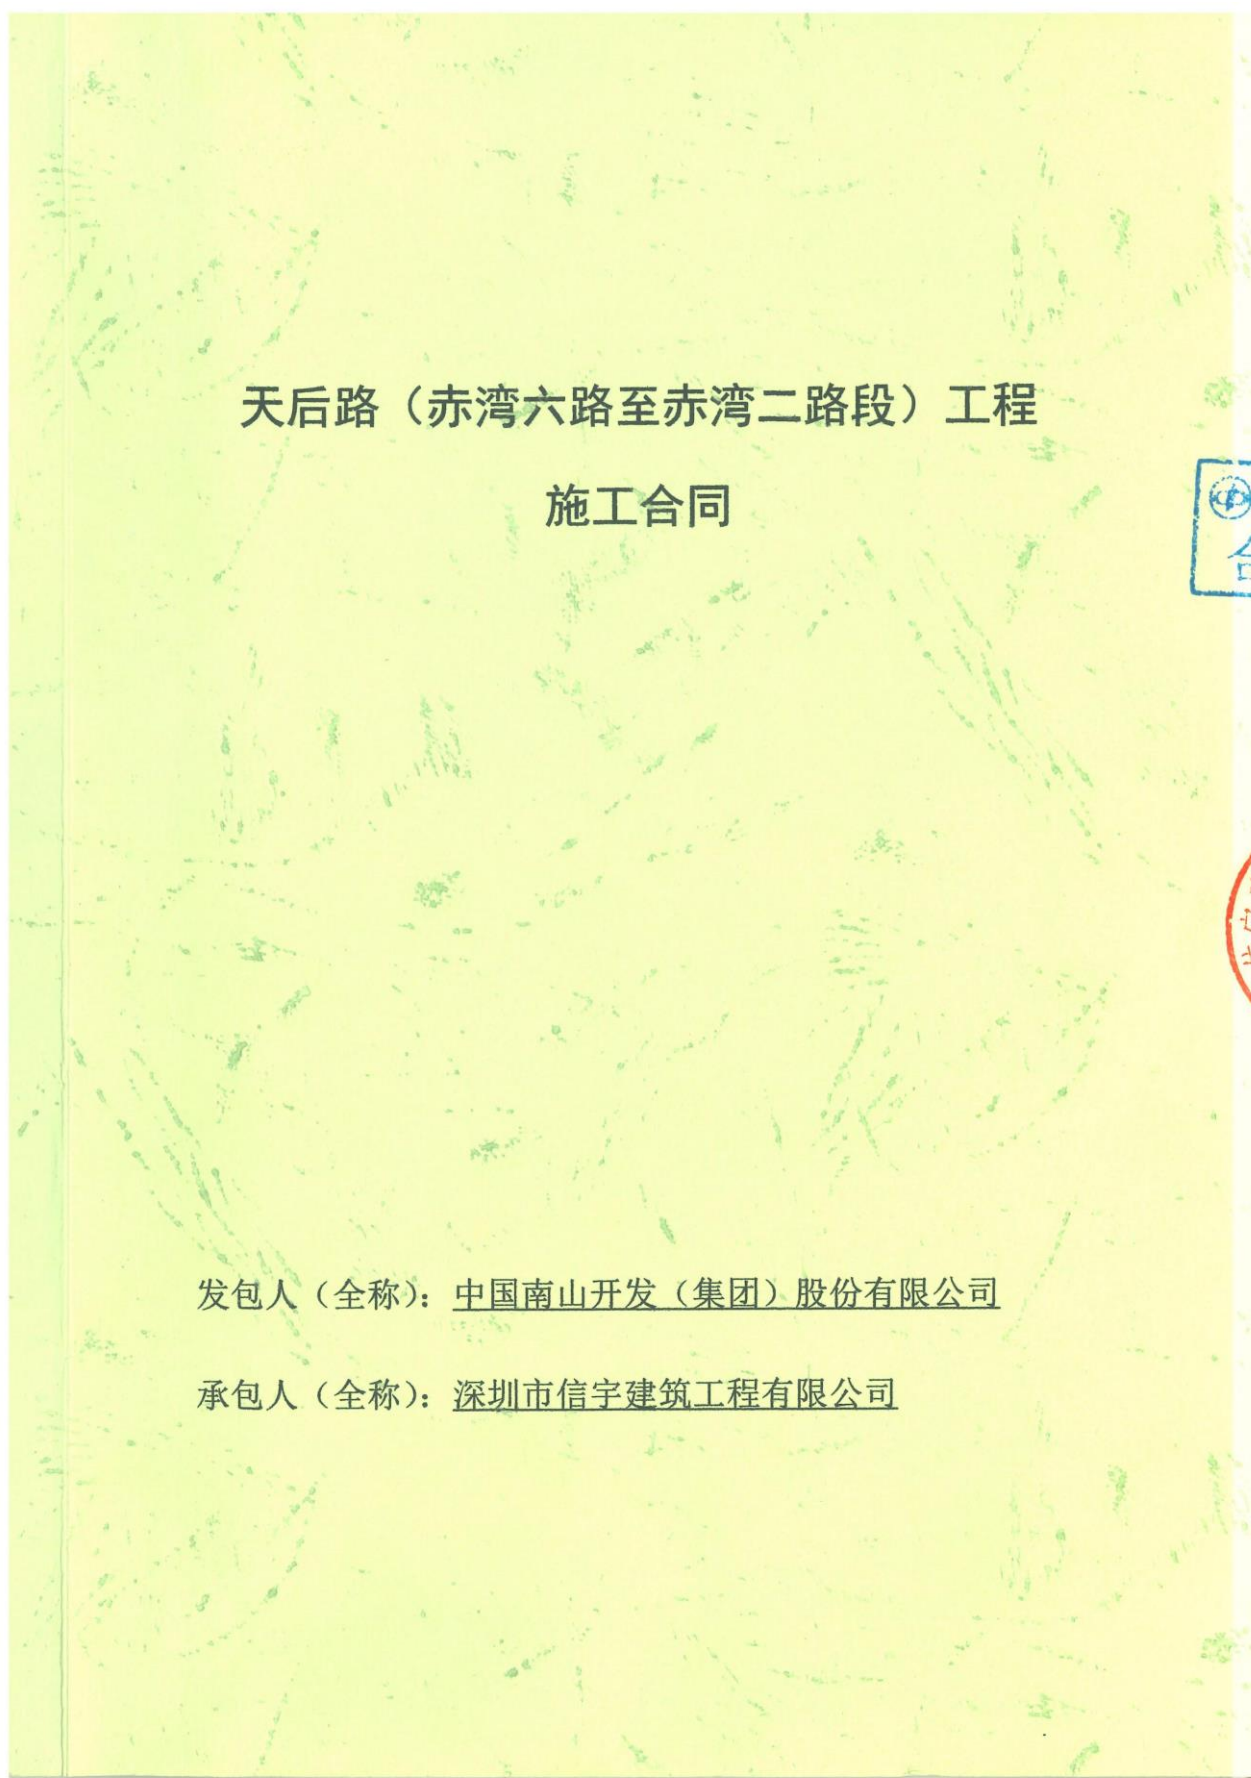 天后路（赤湾六路至赤湾二路段）工程
施工合同
合
发包人（全称）：中国南山开发（集团）股份有限公司
承包人（全称）：深圳市信宇建筑工程有限公司